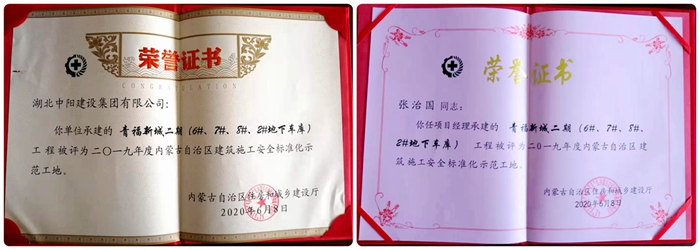 荣誉证书
CONGRATULATION
湖北中阳建设集团有限公司:
你单位承建的 青福新城二期（6#、7#、8#、2#地下车库）
工程被评为二〇一九年度内蒙古自治区建筑施工安全标准化示
范工地。
内蒙古自治区住房和城乡建设厅
2020年6月8日
荣誉证书
张治国 同志:
你任项目经理承建的 青福新城二期（6#、7#、8#、
2#地下车库） 工程被评为二〇一九年度内蒙古自治区建
筑施工安全标准化示范工地。
内蒙古自治区住房和城乡建设厅
2020年6月8日